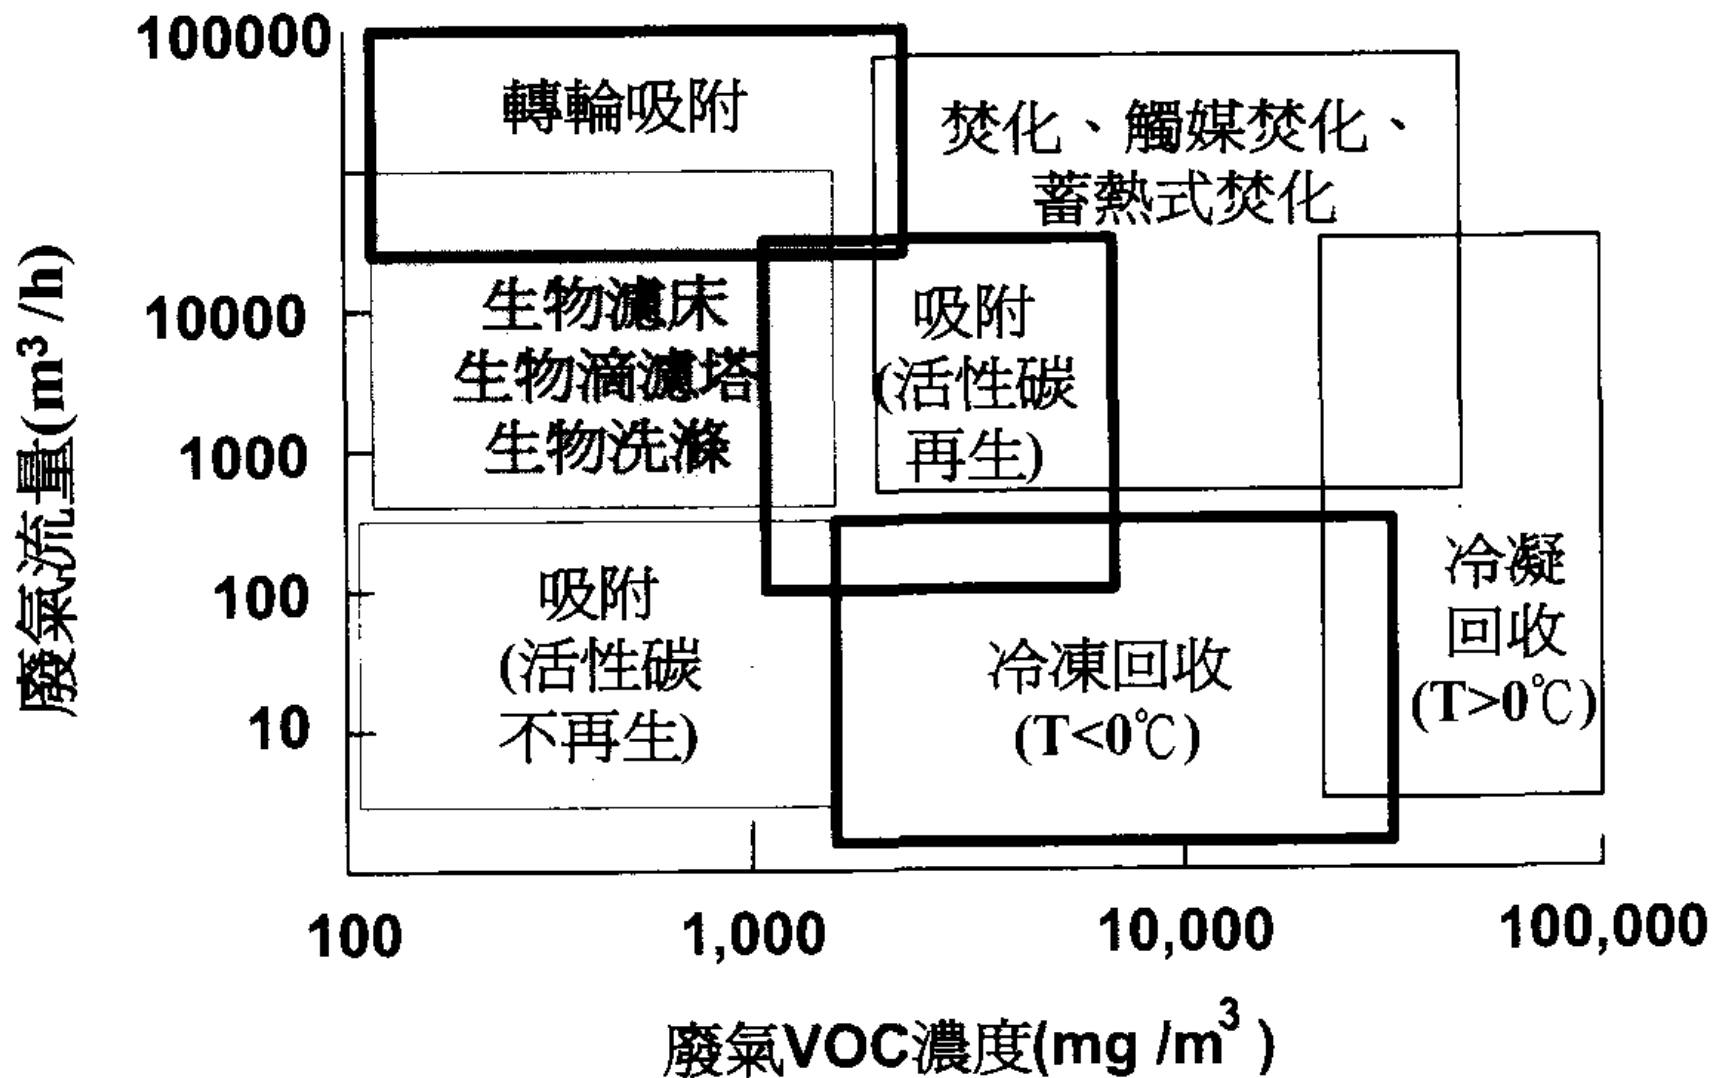 100000
轉輪吸附
焚化、觸媒焚化、
蓄熱式焚化
廢氣流量(m³/h)
10000
生物濾床
生物滴濾塔
生物洗滌
吸附
(活性碳
再生)
1000
100
吸附
(活性碳
不再生)
冷凍回收
(T<0℃)
冷凝
回收
(T>0℃)
10
100
1,000
10,000
100,000
廢氣VOC濃度(mg /m³)